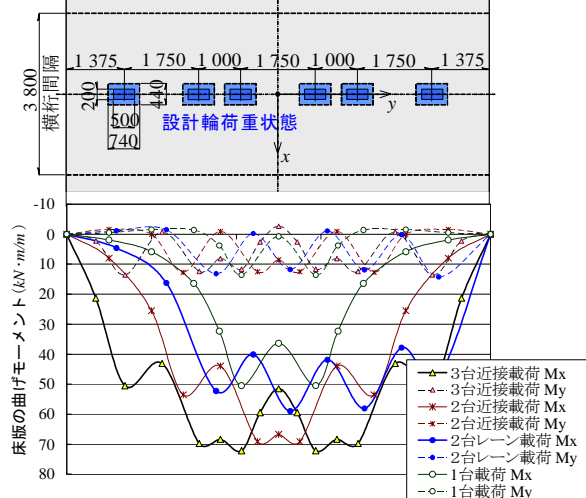 1 375 1 750 1 000 1 000 1 750 1 375
3 800
横桁間隔
200
440
500
740
y
設計輪荷重状態
x
-10
0
10
20
30
40
50
60
70
80
床版の曲げモーメント(kN·m/m)
3台近接載荷 Mx
3台近接載荷 My
2台近接載荷 Mx
2台近接載荷 My
2台レーン載荷 Mx
2台レーン載荷 My
1台載荷 Mx
1台載荷 My